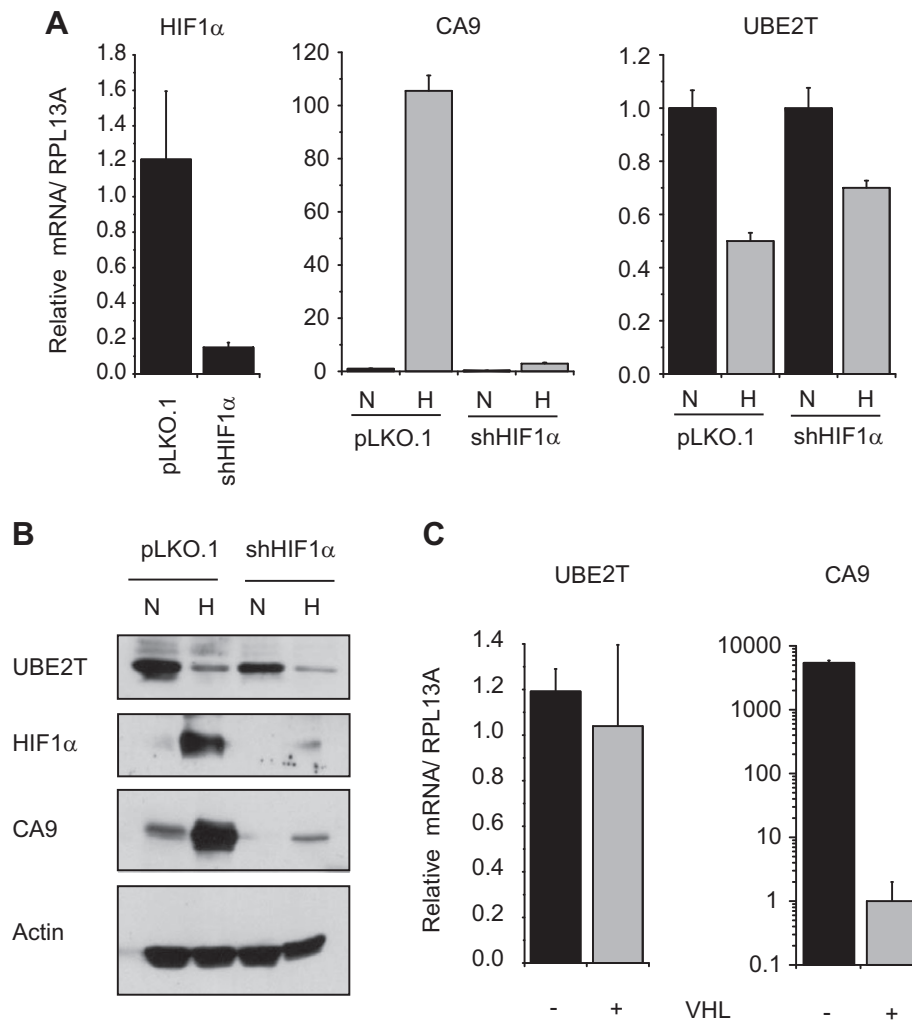 A
HIF1α
CA9
UBE2T
Relative mRNA/ RPL13A
1.8
1.6
1.4
1.2
1.0
0.8
0.6
0.4
0.2
0.0
pLKO.1
shHIF1α
120
100
80
60
40
20
0
N H N H
pLKO.1 shHIF1α
1.2
1.0
0.8
0.6
0.4
0.2
0.0
N H N H
pLKO.1 shHIF1α
B
pLKO.1 shHIF1α
N H N H
UBE2T
HIF1α
CA9
Actin
C
UBE2T
CA9
Relative mRNA/ RPL13A
1.4
1.2
1.0
0.8
0.6
0.4
0.2
0.0
10000
1000
100
10
1
0.1
- + VHL - +